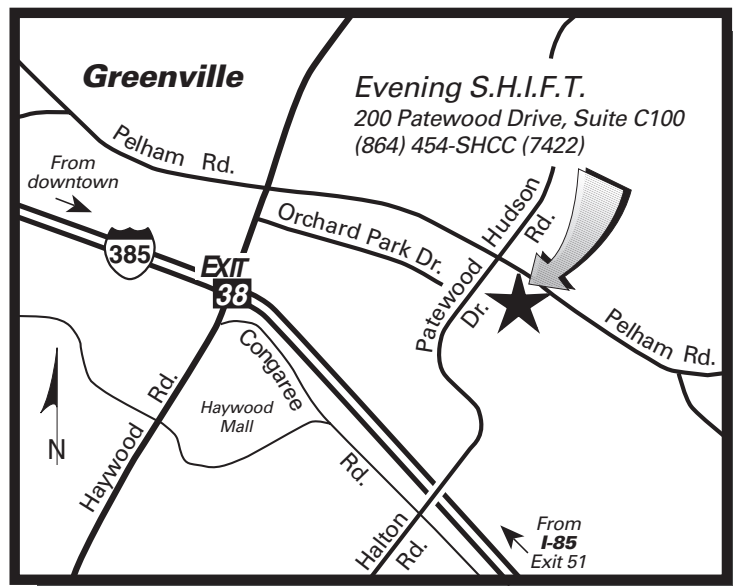 Greenville
Evening S.H.I.F.T.
200 Patewood Drive, Suite C100
(864) 454-SHCC (7422)
Pelham Rd.
From
downtown
385
EXIT
38
Orchard Park Dr.
Hudson
Rd.
Patewood
Dr.
Pelham Rd.
Congaree
Rd.
Haywood
Mall
Haywood Rd.
N
Halton
Rd.
From
I-85
Exit 51